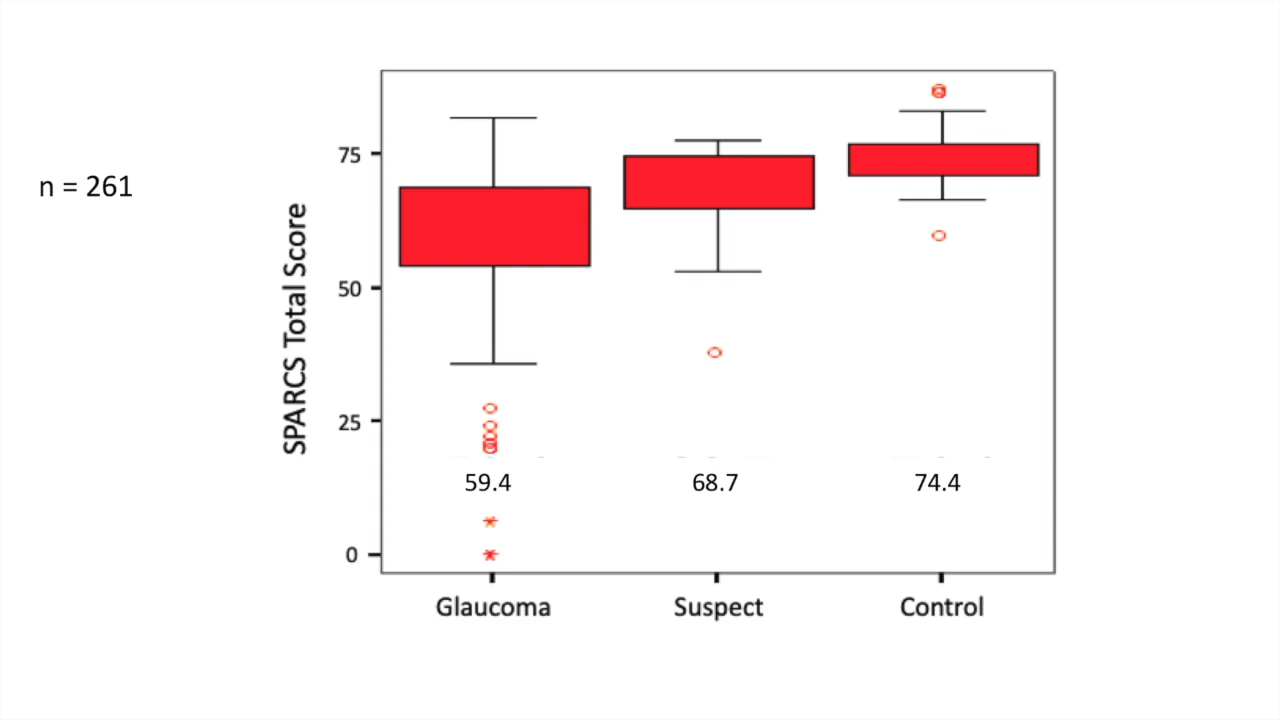 n = 261
SPARCS Total Score
75
50
25
0
59.4
68.7
74.4
Glaucoma
Suspect
Control